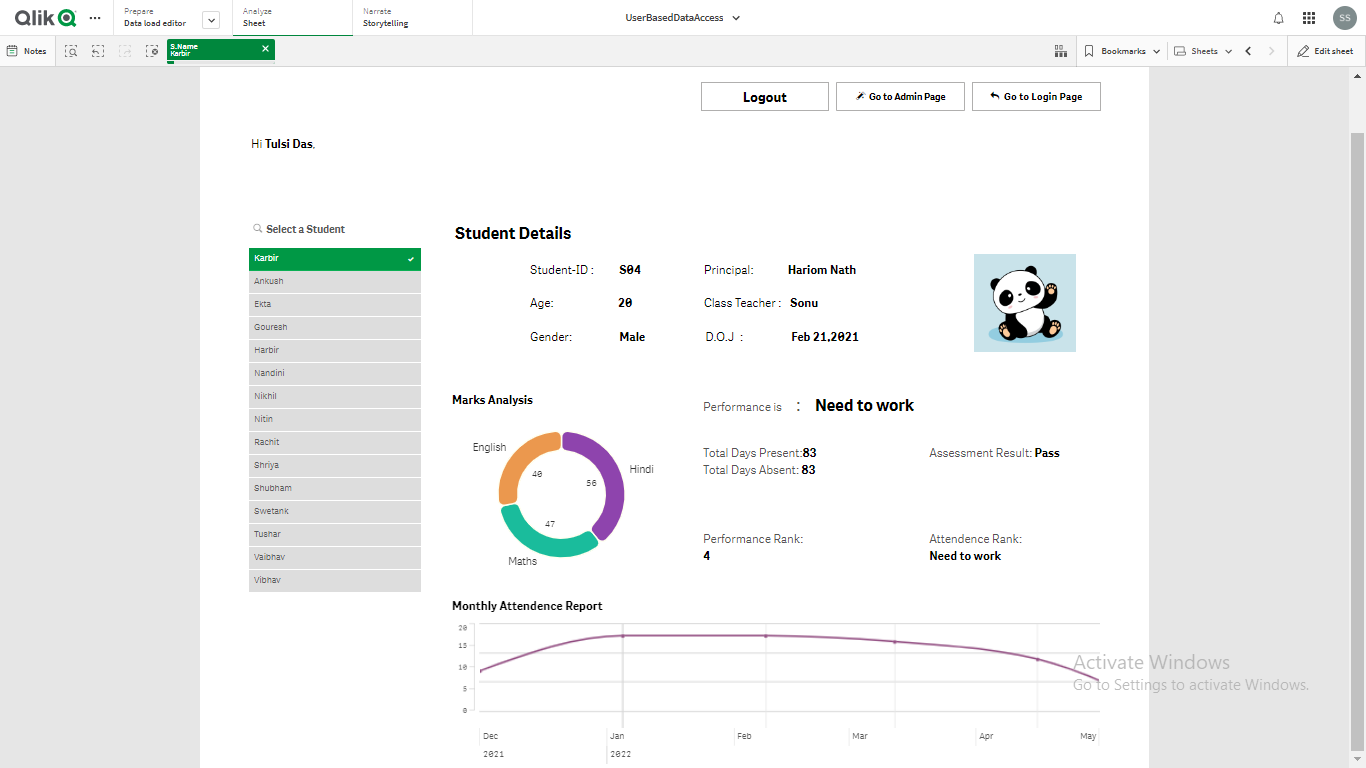 Qlik
Prepare
Data load editor
Analyze
Sheet
Narrate
Storytelling
UserBasedDataAccess
SS
Notes
S.Name
Karbir
Bookmarks
Sheets
Edit sheet
Logout
Go to Admin Page
Go to Login Page
Hi Tulsi Das,
Select a Student
Karbir
Ankush
Ekta
Gouresh
Harbir
Nandini
Nikhil
Nitin
Rachit
Shriya
Shubham
Swetank
Tushar
Vaibhav
Vibhav
Student Details
Student-ID : S04
Principal: Hariom Nath
Age: 20
Class Teacher : Sonu
Gender: Male
D.O.J : Feb 21,2021
Marks Analysis
English
Hindi
Maths
40
56
47
Performance is : Need to work
Total Days Present:83
Total Days Absent: 83
Assessment Result: Pass
Performance Rank:
4
Attendence Rank:
Need to work
Monthly Attendence Report
20
15
10
5
0
Dec Jan Feb Mar Apr May
2021 2022
Activate Windows
Go to Settings to activate Windows.